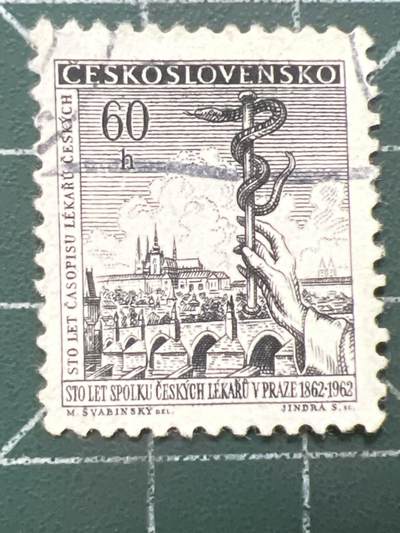 ČESKOSLOVENSKO
60
h
STO LET ČASOPISU LÉKAŘŮ ČESKÝCH
STO LET SPOLKU ČESKÝCH LÉKAŘŮ V PRAZE 1862-1962
M. ŠVABINSKÝ DEL.
JINDRA S. SC.